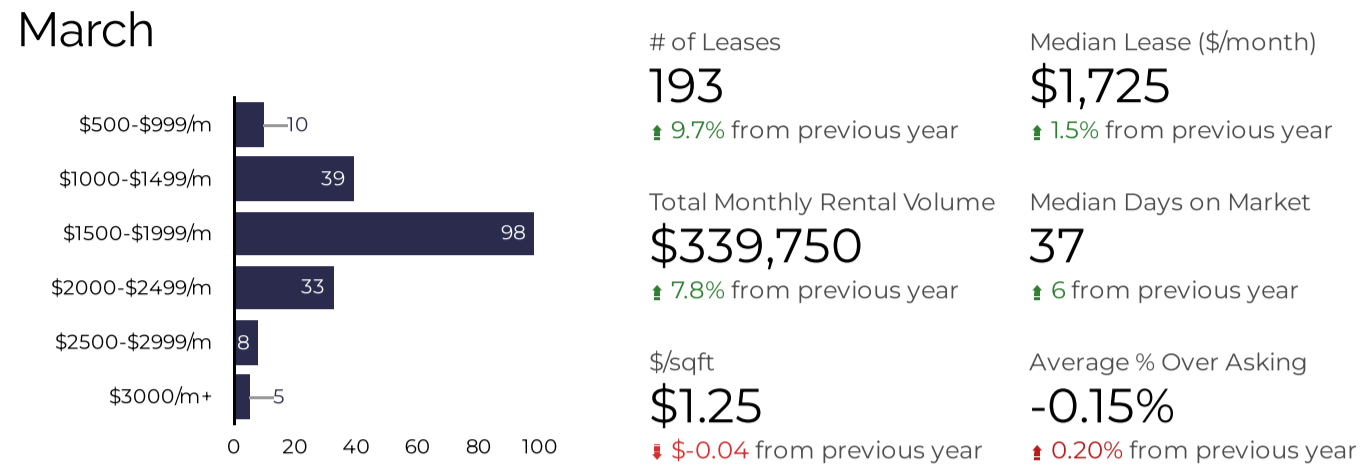 March
$500-$999/m
10
$1000-$1499/m
39
$1500-$1999/m
98
$2000-$2499/m
33
$2500-$2999/m
8
$3000/m+
5
0 20 40 60 80 100
# of Leases
193
9.7% from previous year
Median Lease ($/month)
$1,725
1.5% from previous year
Total Monthly Rental Volume
$339,750
7.8% from previous year
Median Days on Market
37
6 from previous year
$/sqft
$1.25
$-0.04 from previous year
Average % Over Asking
-0.15%
0.20% from previous year